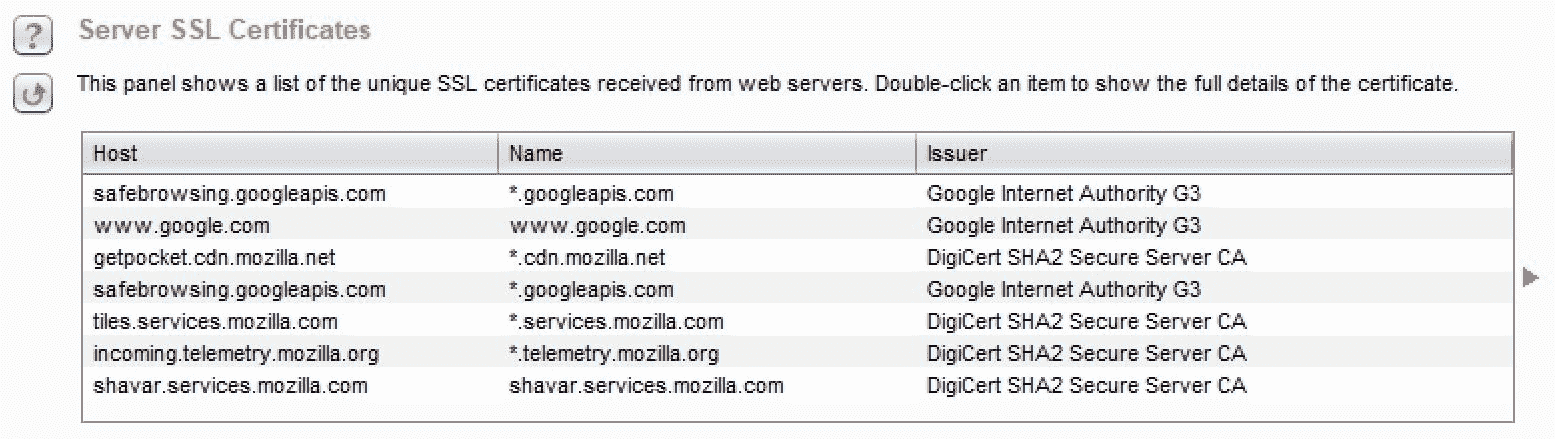 ?
Server SSL Certificates
This panel shows a list of the unique SSL certificates received from web servers. Double-click an item to show the full details of the certificate.
Host Name Issuer
safebrowsing.googleapis.com *.googleapis.com Google Internet Authority G3
www.google.com www.google.com Google Internet Authority G3
getpocket.cdn.mozilla.net *.cdn.mozilla.net DigiCert SHA2 Secure Server CA
safebrowsing.googleapis.com *.googleapis.com Google Internet Authority G3
tiles.services.mozilla.com *.services.mozilla.com DigiCert SHA2 Secure Server CA
incoming.telemetry.mozilla.org *.telemetry.mozilla.org DigiCert SHA2 Secure Server CA
shavar.services.mozilla.com shavar.services.mozilla.com DigiCert SHA2 Secure Server CA